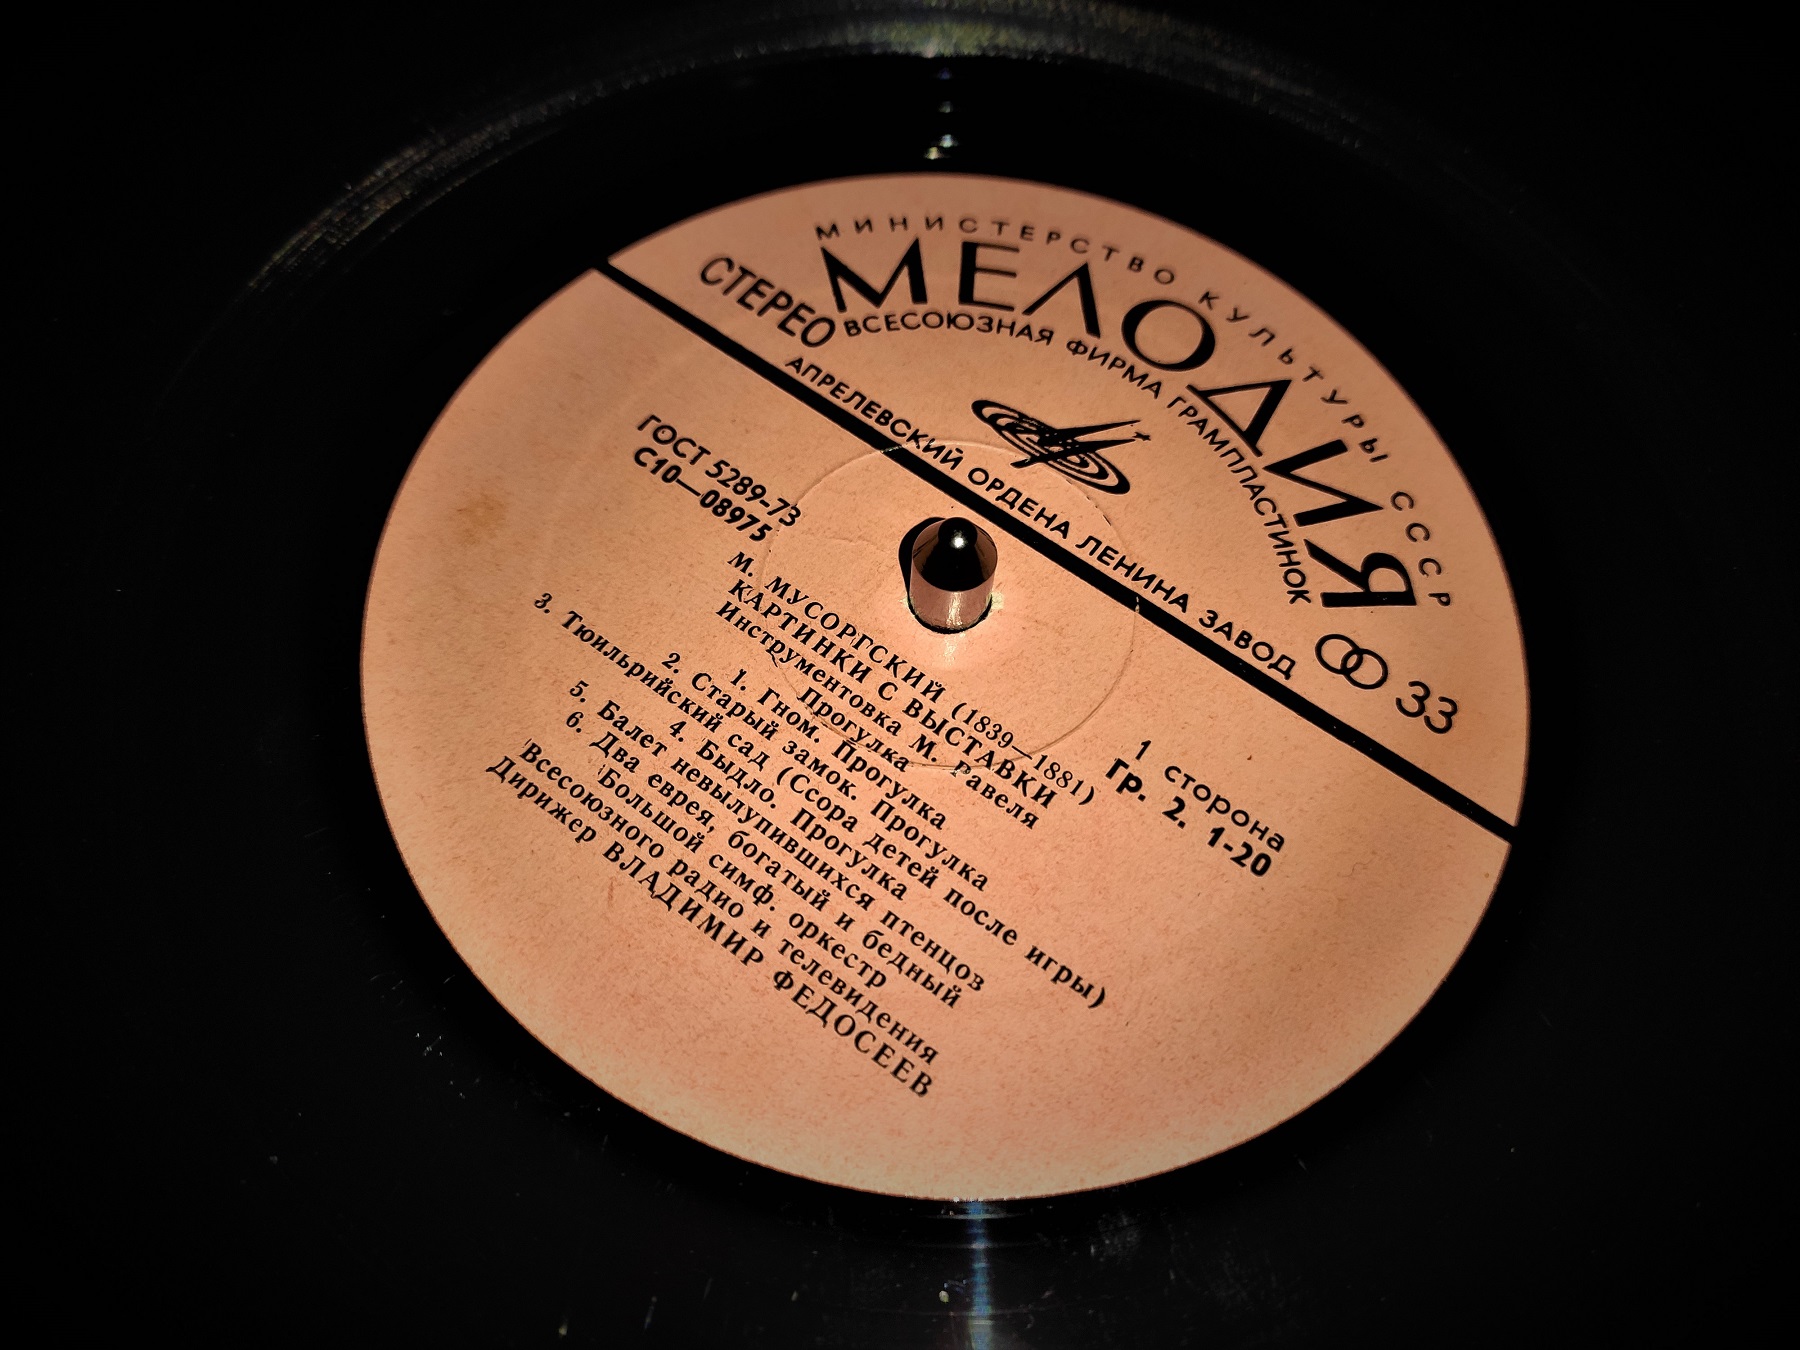 МИНИСТЕРСТВО КУЛЬТУРЫ СССР
МЕЛОДИЯ
СТЕРЕО
ВСЕСОЮЗНАЯ ФИРМА ГРАМПЛАСТИНОК
33
АПРЕЛЕВСКИЙ ОРДЕНА ЛЕНИНА ЗАВОД
ГОСТ 5289-73
С10—08975
1 сторона
Гр. 2. 1-20
М. МУСОРГСКИЙ (1839—1881)
КАРТИНКИ С ВЫСТАВКИ
Инструментовка М. Равеля
Прогулка
1. Гном. Прогулка
2. Старый замок. Прогулка
3. Тюильрийский сад (Ссора детей после игры)
4. Быдло. Прогулка
5. Балет невылупившихся птенцов
6. Два еврея, богатый и бедный
Большой симф. оркестр
Всесоюзного радио и телевидения
Дирижер ВЛАДИМИР ФЕДОСЕЕВ